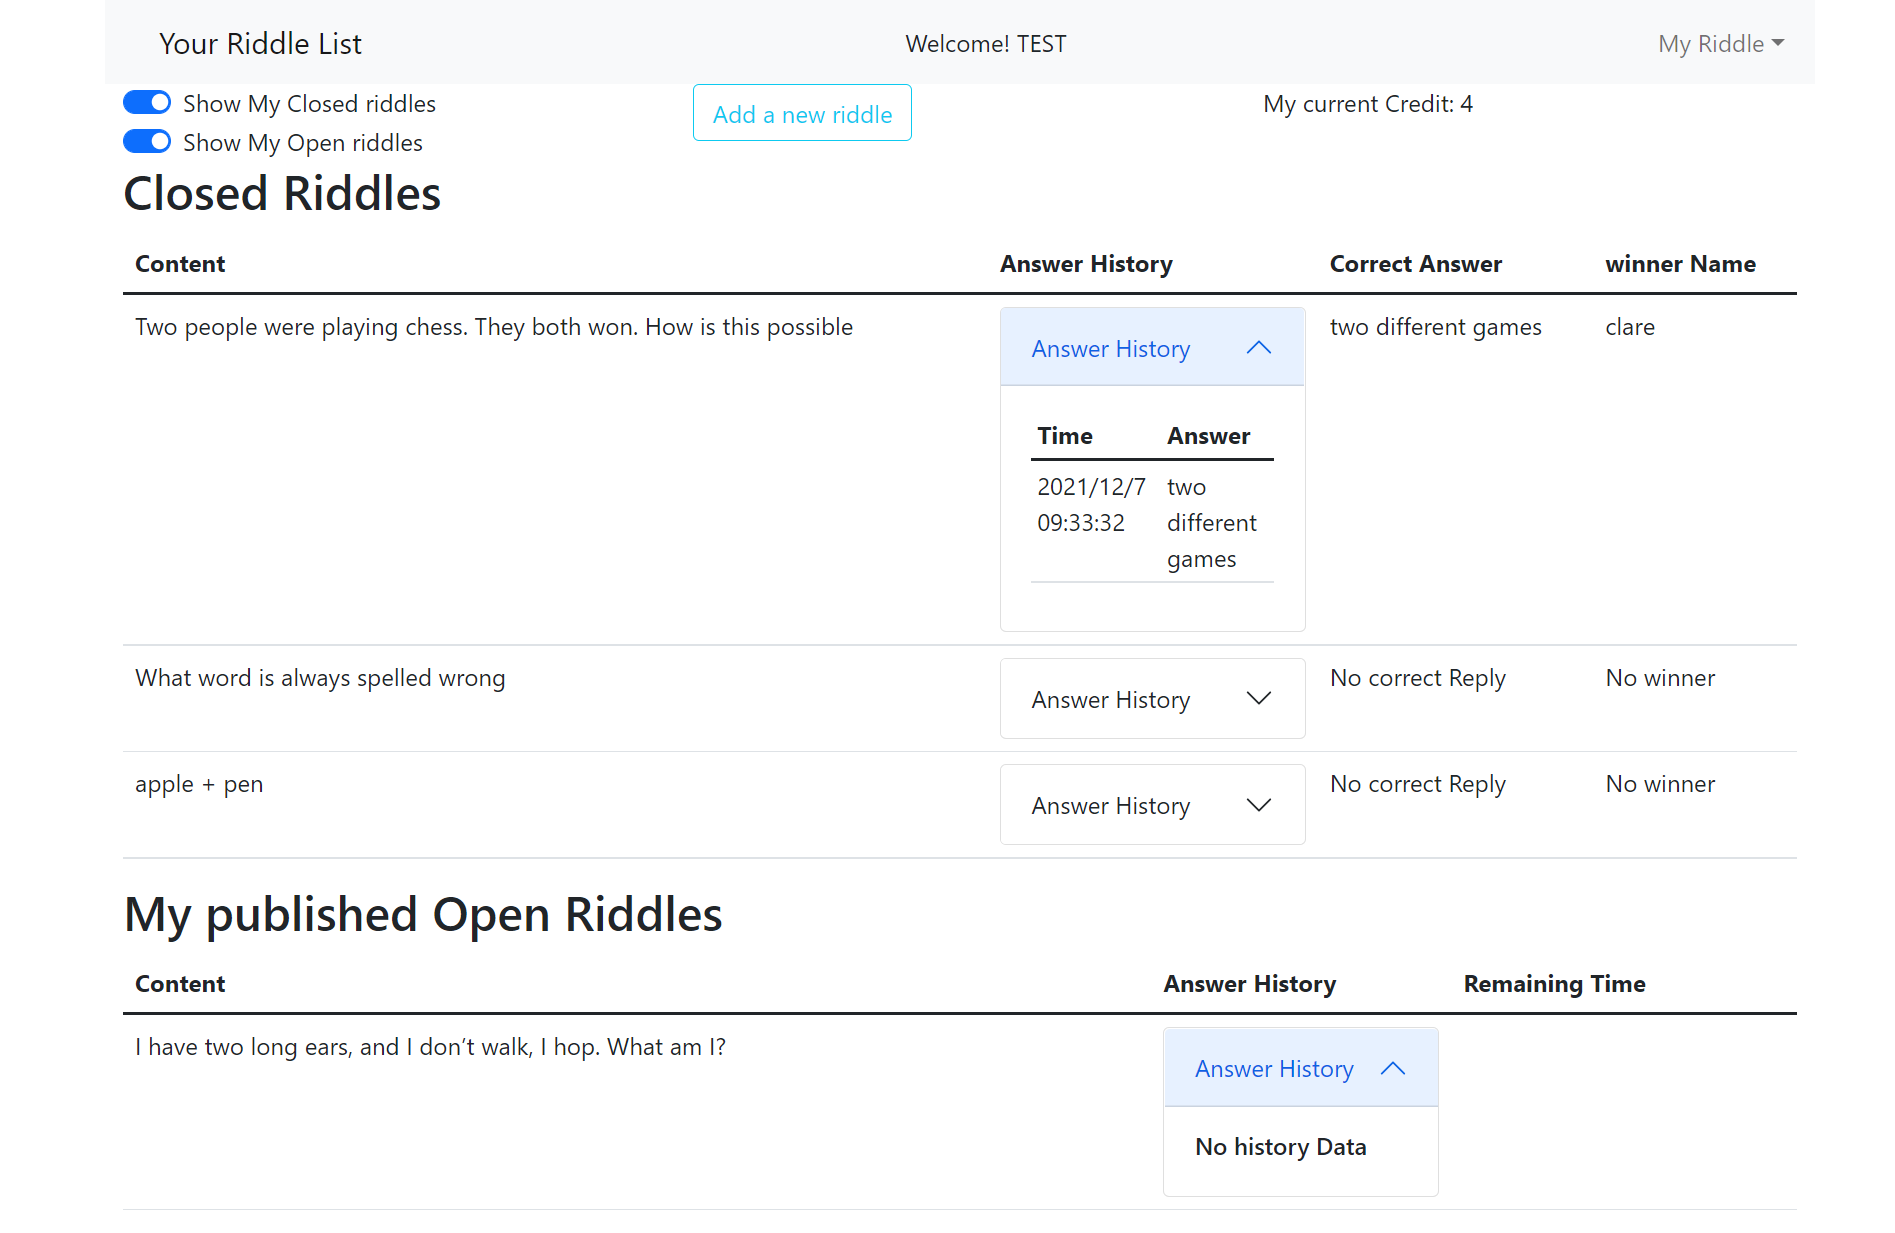 Your Riddle List
Welcome! TEST
My Riddle
Show My Closed riddles
Add a new riddle
My current Credit: 4
Show My Open riddles
Closed Riddles
Content Answer History Correct Answer winner Name
Two people were playing chess. They both won. How is this possible
Answer History
two different games
clare
Time Answer
2021/12/7 two
09:33:32 different
games
What word is always spelled wrong
Answer History
No correct Reply
No winner
apple + pen
Answer History
No correct Reply
No winner
My published Open Riddles
Content Answer History Remaining Time
I have two long ears, and I don’t walk, I hop. What am I?
Answer History
No history Data